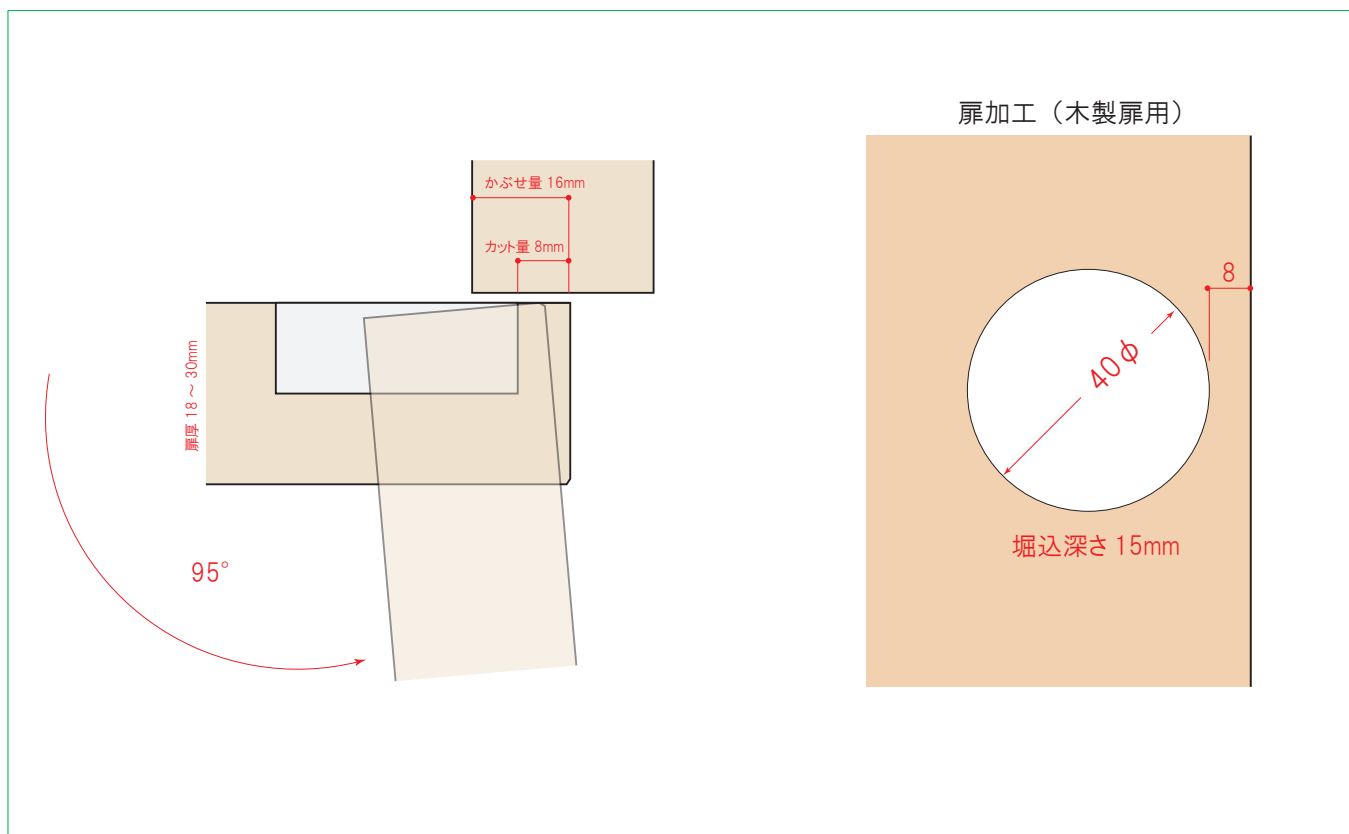 扉加工（木製扉用）
かぶせ量 16mm
カット量 8mm
8
扉厚 18 ～ 30mm
40φ
堀込深さ 15mm
95°